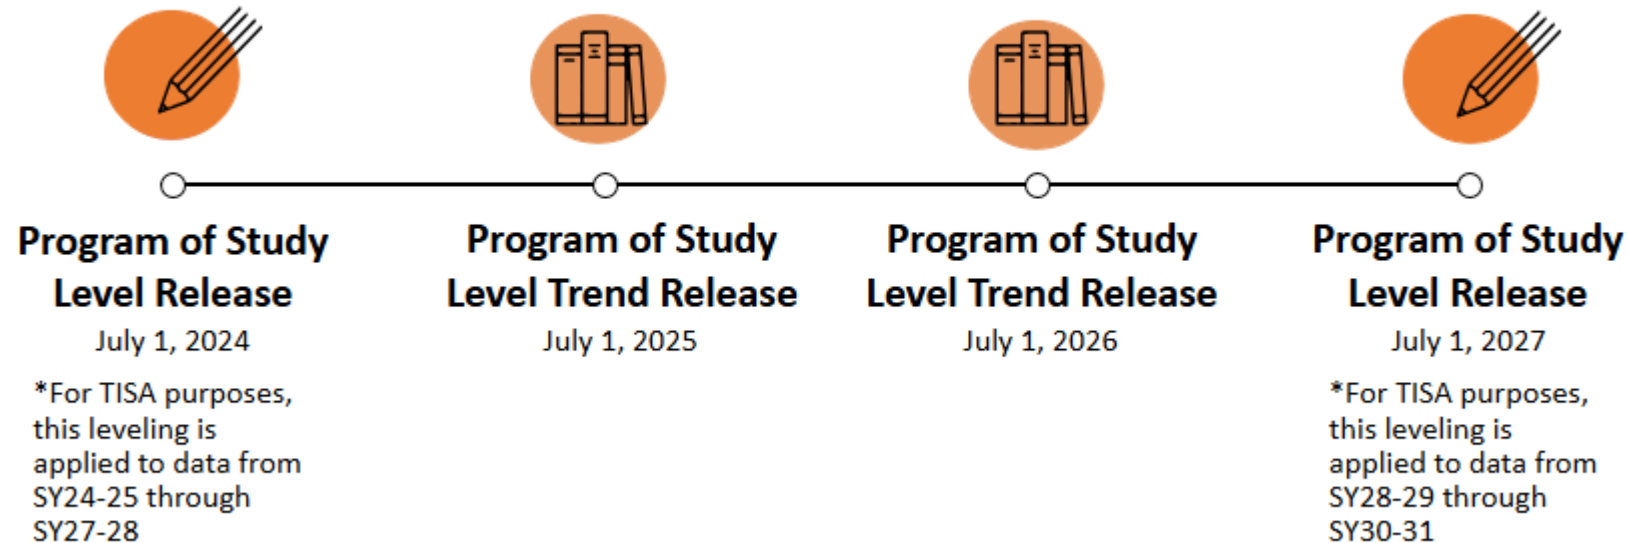 Program of Study
Level Release
July 1, 2024
*For TISA purposes,
this leveling is
applied to data from
SY24-25 through
SY27-28
Program of Study
Level Trend Release
July 1, 2025
Program of Study
Level Trend Release
July 1, 2026
Program of Study
Level Release
July 1, 2027
*For TISA purposes,
this leveling is
applied to data from
SY28-29 through
SY30-31